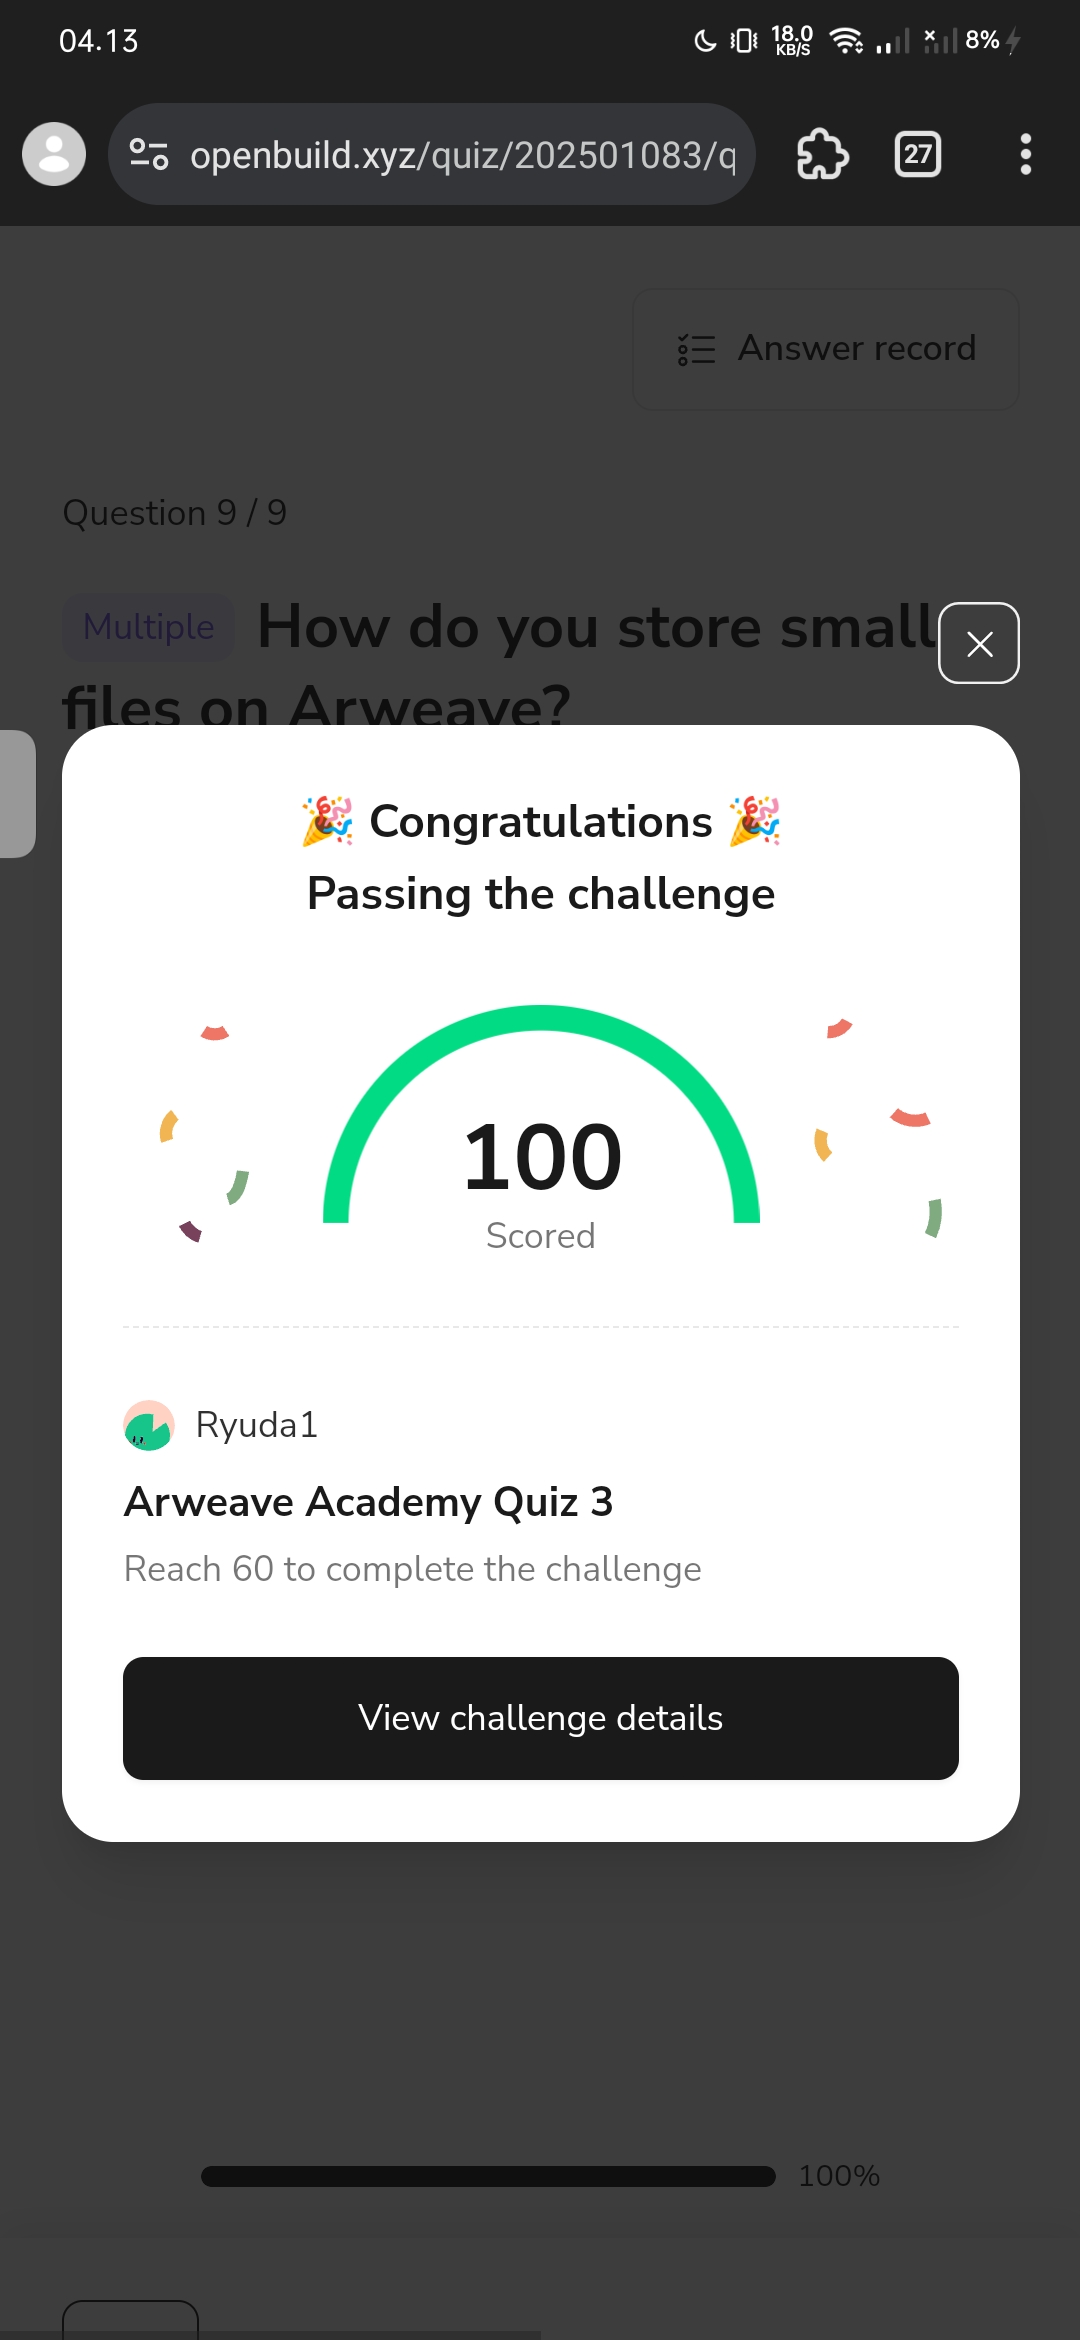 04.13
18.0
KB/S
8%
openbuild.xyz/quiz/202501083/q
27
Answer record
Question 9 / 9
Multiple How do you store small
files on Arweave?
🎉 Congratulations 🎉
Passing the challenge
100
Scored
Ryuda1
Arweave Academy Quiz 3
Reach 60 to complete the challenge
View challenge details
100%